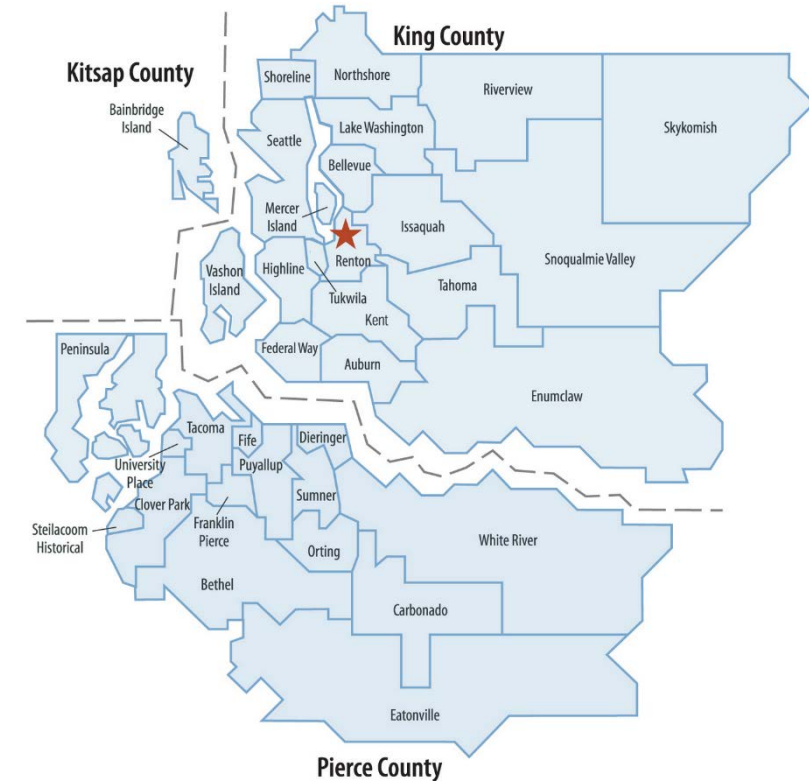 King County
Kitsap County
Shoreline
Northshore
Riverview
Bainbridge
Island
Seattle
Lake Washington
Skykomish
Bellevue
Mercer
Island
Issaquah
Vashon
Island
Highline
Renton
Snoqualmie Valley
Tukwila
Tahoma
Kent
Federal Way
Auburn
Enumclaw
Peninsula
Tacoma
Fife
Dieringer
University
Place
Puyallup
Clover Park
Sumner
Steilacoom
Historical
Franklin
Pierce
Orting
White River
Bethel
Carbonado
Eatonville
Pierce County